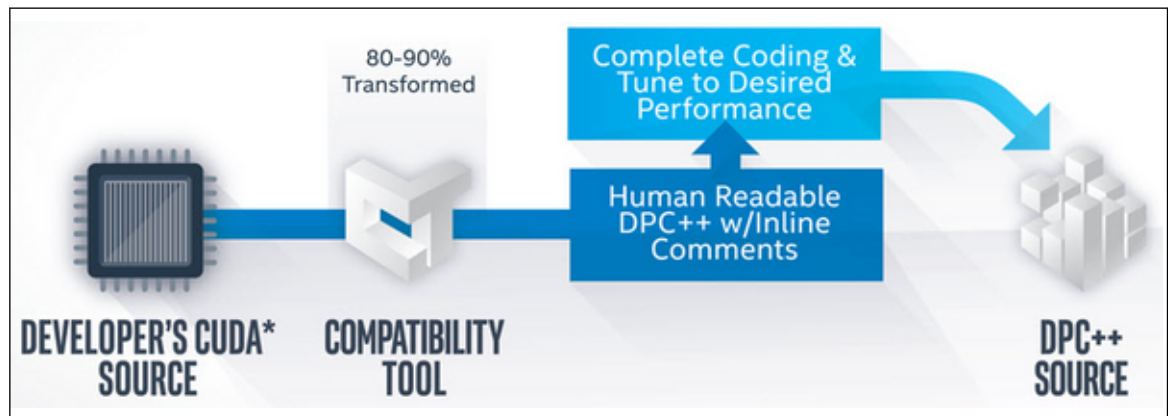 80-90%
Transformed
Complete Coding &
Tune to Desired
Performance
Human Readable
DPC++ w/Inline
Comments
DEVELOPER'S CUDA*
SOURCE
COMPATIBILITY
TOOL
DPC++
SOURCE